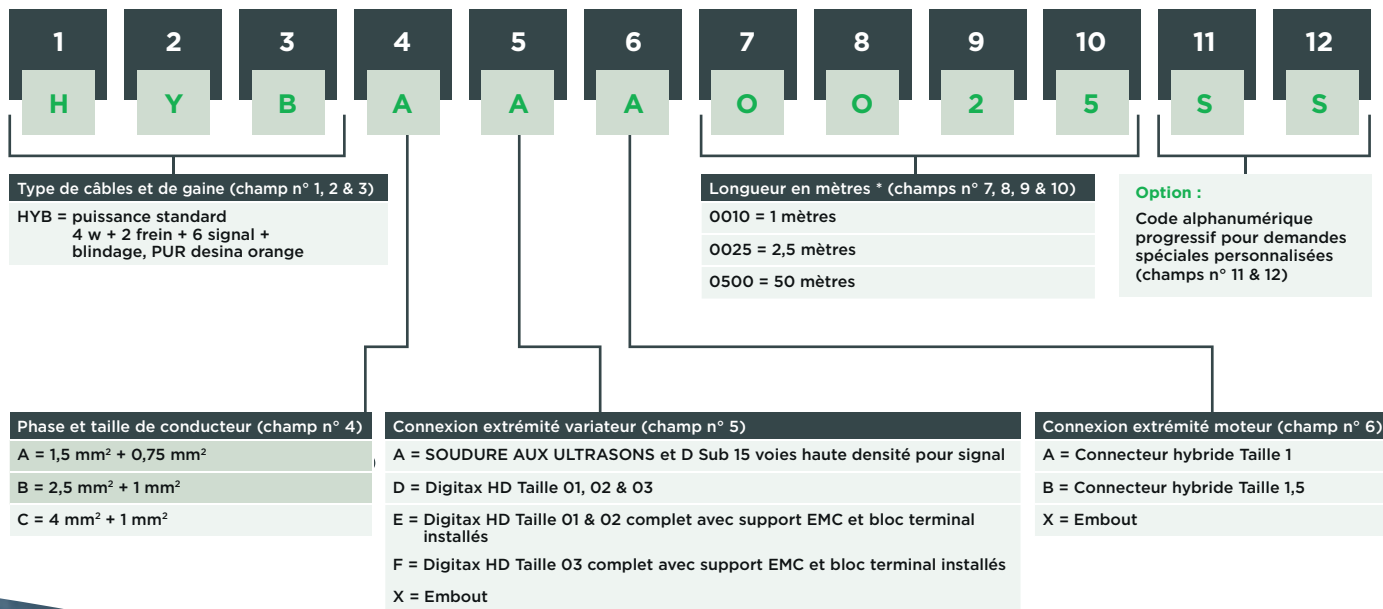 1 2 3 4 5 6 7 8 9 10 11 12
H Y B A A A O O 2 5 S S
Type de câbles et de gaine (champ n° 1, 2 & 3)
HYB = puissance standard
4 w + 2 frein + 6 signal +
blindage, PUR desina orange
Longueur en mètres * (champs n° 7, 8, 9 & 10)
0010 = 1 mètres
0025 = 2,5 mètres
0500 = 50 mètres
Option :
Code alphanumérique
progressif pour demandes
spéciales personnalisées
(champs n° 11 & 12)
Phase et taille de conducteur (champ n° 4)
A = 1,5 mm² + 0,75 mm²
)
B = 2,5 mm² + 1 mm²
C = 4 mm² + 1 mm²
Connexion extrémité variateur (champ n° 5)
A = SOUDURE AUX ULTRASONS et D Sub 15 voies haute densité pour signal
D = Digitax HD Taille 01, 02 & 03
E = Digitax HD Taille 01 & 02 complet avec support EMC et bloc terminal
installés
F = Digitax HD Taille 03 complet avec support EMC et bloc terminal installés
X = Embout
Connexion extrémité moteur (champ n° 6)
A = Connecteur hybride Taille 1
B = Connecteur hybride Taille 1,5
X = Embout